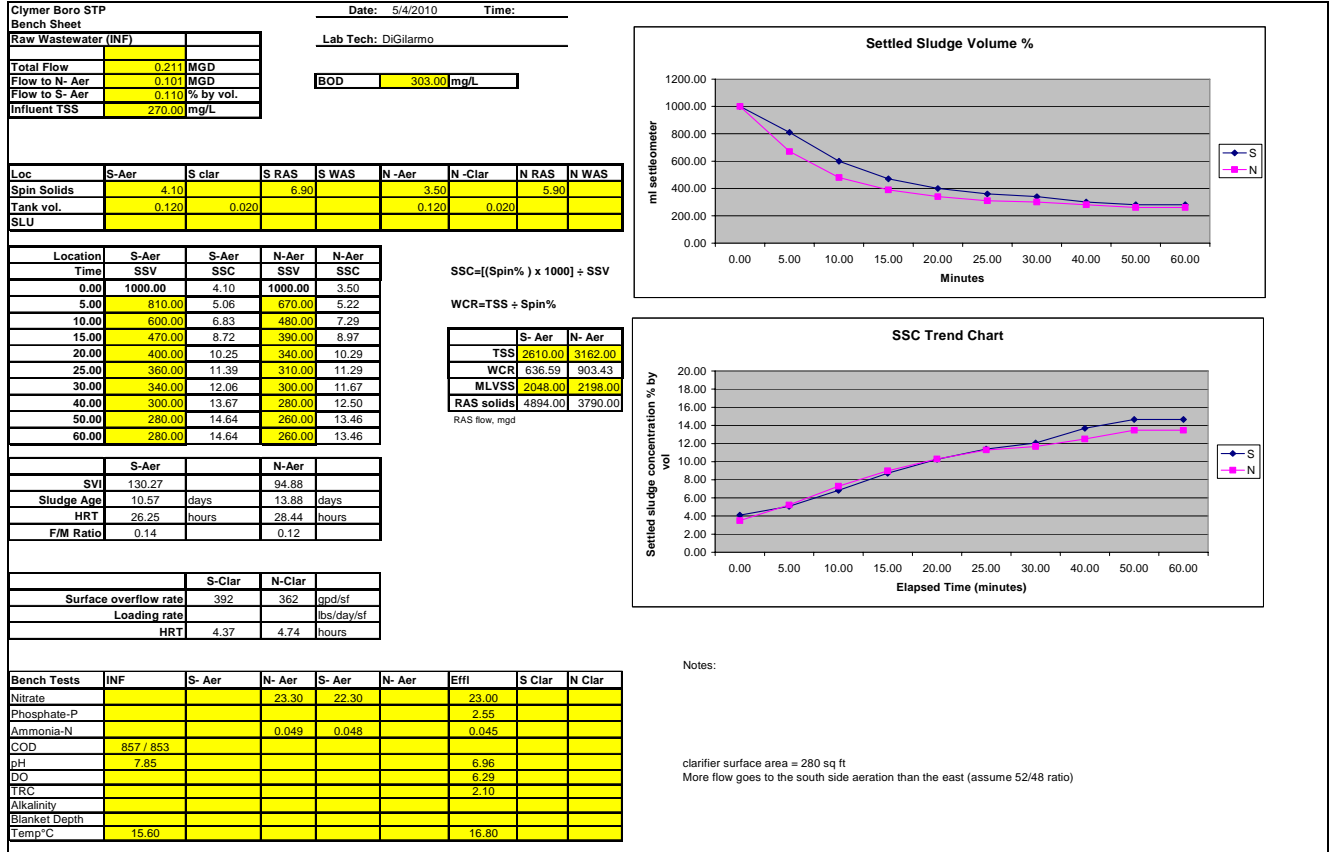 Clymer Boro STP Date: 5/4/2010 Time:
Bench Sheet
Raw Wastewater (INF) Lab Tech: DiGilarmo
Total Flow 0.211 MGD
Flow to N- Aer 0.101 MGD BOD 303.00 mg/L
Flow to S- Aer 0.110 % by vol.
Influent TSS 270.00 mg/L
Loc S-Aer S clar S RAS S WAS N -Aer N -Clar N RAS N WAS
Spin Solids 4.10 6.90 3.50 5.90
Tank vol. 0.120 0.020 0.120 0.020
SLU
Location S-Aer S-Aer N-Aer N-Aer
Time SSV SSC SSV SSC
0.00 1000.00 4.10 1000.00 3.50
5.00 810.00 5.06 670.00 5.22
10.00 600.00 6.83 480.00 7.29
15.00 470.00 8.72 390.00 8.97
20.00 400.00 10.25 340.00 10.29
25.00 360.00 11.39 310.00 11.29
30.00 340.00 12.06 300.00 11.67
40.00 300.00 13.67 280.00 12.50
50.00 280.00 14.64 260.00 13.46
60.00 280.00 14.64 260.00 13.46
SSC=[(Spin% ) x 1000] ÷ SSV
WCR=TSS ÷ Spin%
S- Aer N- Aer
TSS 2610.00 3162.00
WCR 636.59 903.43
MLVSS 2048.00 2198.00
RAS solids 4894.00 3790.00
RAS flow, mgd
S-Aer N-Aer
SVI 130.27 94.88
Sludge Age 10.57 days 13.88 days
HRT 26.25 hours 28.44 hours
F/M Ratio 0.14 0.12
S-Clar N-Clar
Surface overflow rate 392 362 gpd/sf
Loading rate lbs/day/sf
HRT 4.37 4.74 hours
Bench Tests INF S- Aer N- Aer S- Aer N- Aer Effl S Clar N Clar
Nitrate 23.30 22.30 23.00
Phosphate-P 2.55
Ammonia-N 0.049 0.048 0.045
COD 857 / 853
pH 7.85 6.96
DO 6.29
TRC 2.10
Alkalinity
Blanket Depth
Temp°C 15.60 16.80
Settled Sludge Volume %
ml settleometer
1200.00
1000.00
800.00
600.00
400.00
200.00
0.00
0.00 5.00 10.00 15.00 20.00 25.00 30.00 40.00 50.00 60.00
Minutes
S
N
SSC Trend Chart
Settled sludge concentration % by
vol
20.00
18.00
16.00
14.00
12.00
10.00
8.00
6.00
4.00
2.00
0.00
0.00 5.00 10.00 15.00 20.00 25.00 30.00 40.00 50.00 60.00
Elapsed Time (minutes)
S
N
Notes:
clarifier surface area = 280 sq ft
More flow goes to the south side aeration than the east (assume 52/48 ratio)